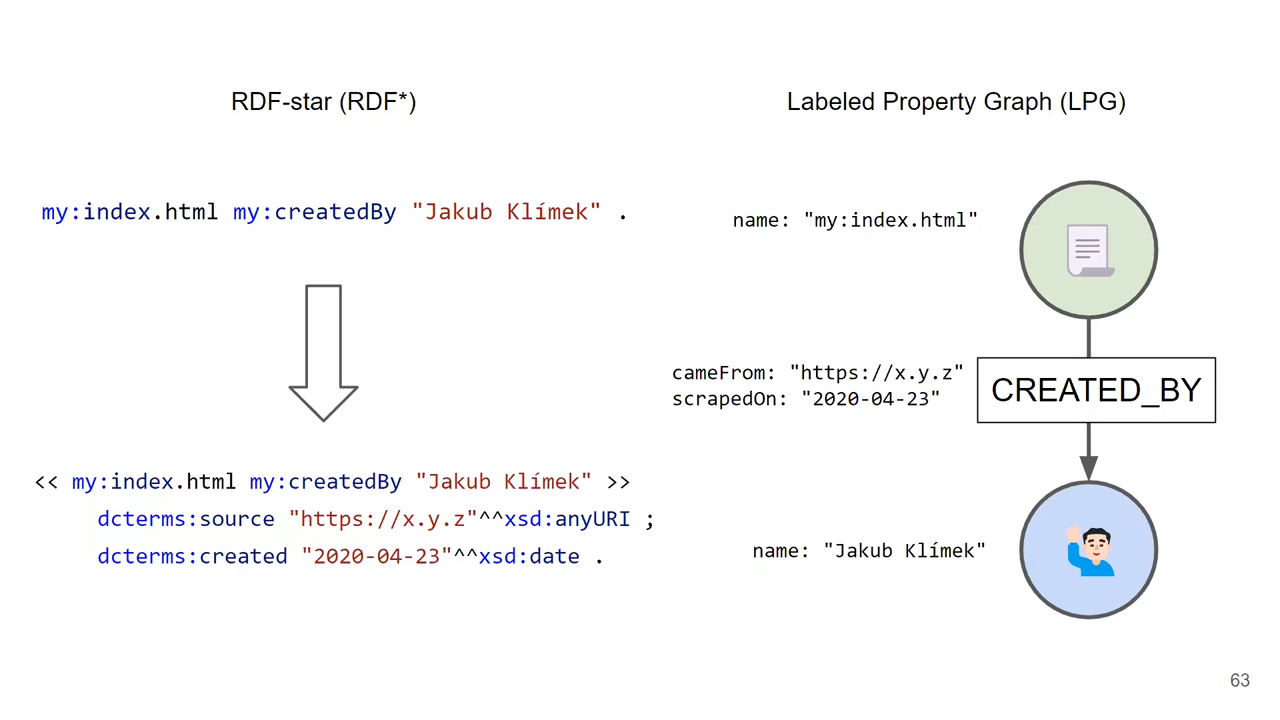 RDF-star (RDF*)
my:index.html my:createdBy "Jakub Klímek" .
<< my:index.html my:createdBy "Jakub Klímek" >>
dcterms:source "https://x.y.z"^^xsd:anyURI ;
dcterms:created "2020-04-23"^^xsd:date .
Labeled Property Graph (LPG)
name: "my:index.html"
cameFrom: "https://x.y.z"
scrapedOn: "2020-04-23"
CREATED_BY
name: "Jakub Klímek"
63